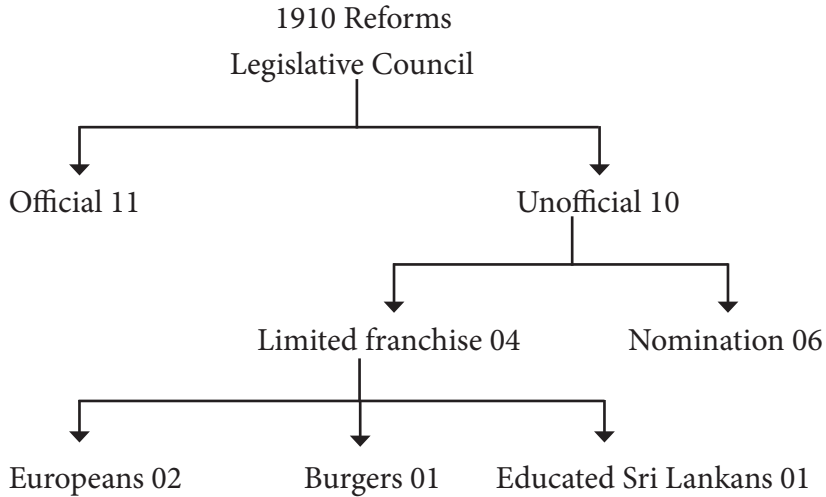 1910 Reforms
Legislative Council
Official 11
Unofficial 10
Limited franchise 04
Nomination 06
Europeans 02
Burgers 01
Educated Sri Lankans 01